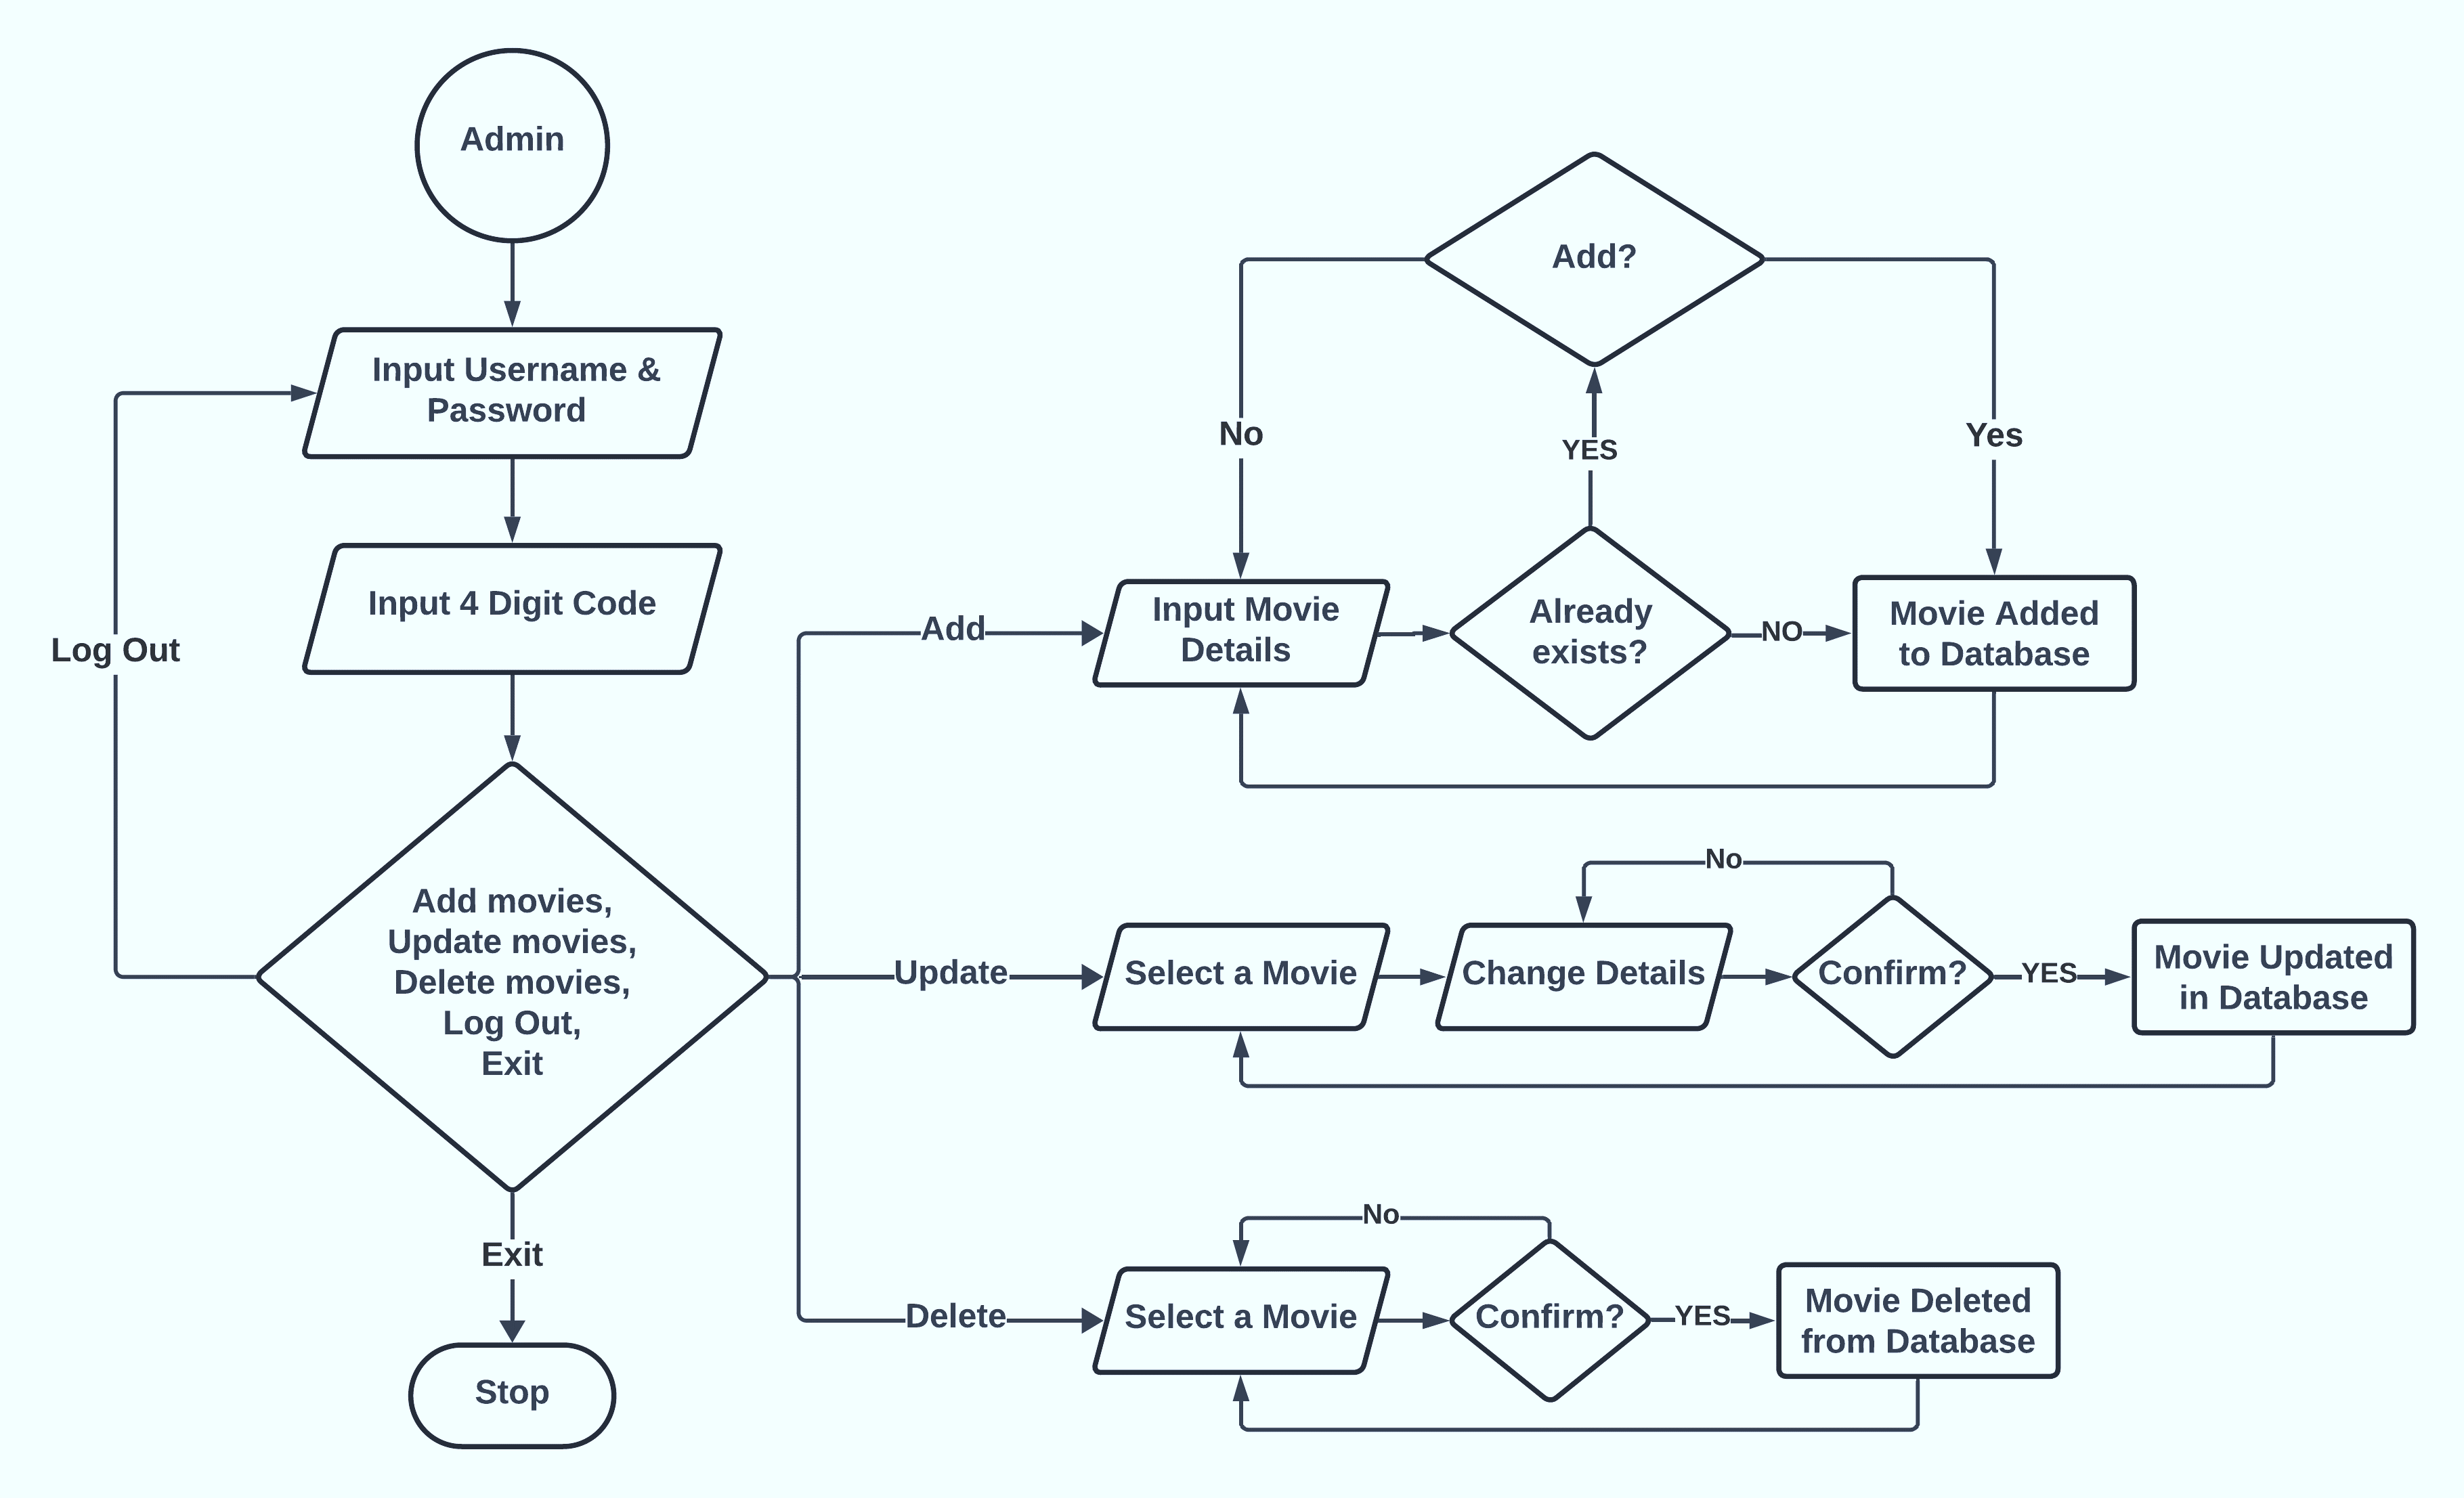 Admin
Input Username &
Password
Input 4 Digit Code
Log Out
Add movies,
Update movies,
Delete movies,
Log Out,
Exit
Exit
Stop
Add?
No
YES
Yes
Add
Input Movie
Details
Already
exists?
NO
Movie Added
to Database
No
Update
Select a Movie
Change Details
Confirm?
YES
Movie Updated
in Database
No
Delete
Select a Movie
Confirm?
YES
Movie Deleted
from Database